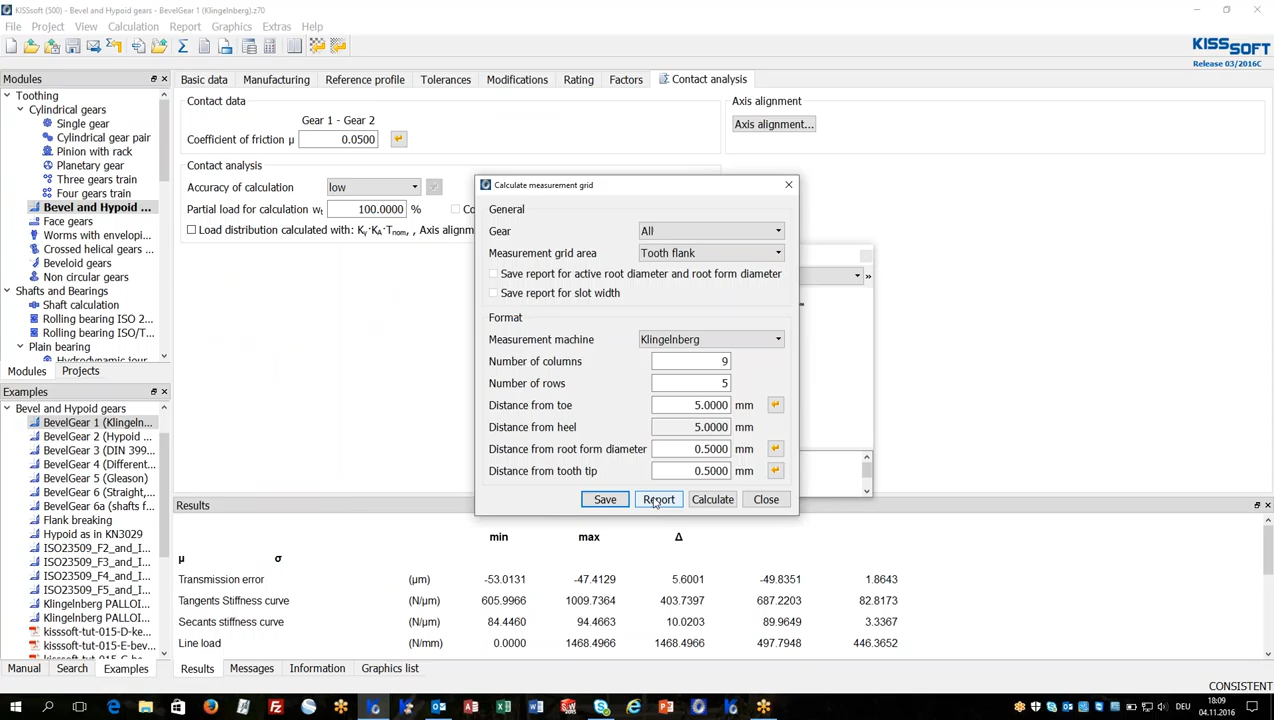 KISSsoft (500) - Bevel and Hypoid gears - BevelGear 1 (Klingelnberg).z70
File Project View Calculation Report Graphics Extras Help
KISSSOFT
Release 03/2016C
Modules
Toothing
Cylindrical gears
Single gear
Cylindrical gear pair
Pinion with rack
Planetary gear
Three gears train
Four gears train
Bevel and Hypoid ...
Face gears
Worms with envelopi...
Crossed helical gears
Beveloid gears
Non circular gears
Shafts and Bearings
Shaft calculation
Rolling bearing ISO 2...
Rolling bearing ISO/T...
Plain bearing
Hydrodynamic jour
Modules Projects
Examples
Bevel and Hypoid gears
BevelGear 1 (Klingeln...
BevelGear 2 (Hypoid ...
BevelGear 3 (DIN 399...
BevelGear 4 (Different...
BevelGear 5 (Gleason)
BevelGear 6 (Straight,...
BevelGear 6a (shafts f...
Flank breaking
Hypoid as in KN3029
ISO23509_F2_and_I...
ISO23509_F3_and_I...
ISO23509_F4_and_I...
ISO23509_F5_and_I...
Klingelnberg PALLOI...
Klingelnberg PALLOI...
kisssoft-tut-015-D-ke...
kisssoft-tut-015-E-bev...
Manual Search Examples
Basic data Manufacturing Reference profile Tolerances Modifications Rating Factors Contact analysis
Contact data
Gear 1 - Gear 2
Coefficient of friction μ 0.0500
Axis alignment
Axis alignment...
Contact analysis
Accuracy of calculation low
Partial load for calculation wt 100.0000 % Co
Load distribution calculated with: Kv·KA·Tnom, , Axis alignm
Calculate measurement grid
General
Gear All
Measurement grid area Tooth flank
Save report for active root diameter and root form diameter
Save report for slot width
Format
Measurement machine Klingelnberg
Number of columns 9
Number of rows 5
Distance from toe 5.0000 mm
Distance from heel 5.0000 mm
Distance from root form diameter 0.5000 mm
Distance from tooth tip 0.5000 mm
Save Report Calculate Close
»
Results
min max Δ
μ σ
Transmission error (μm) -53.0131 -47.4129 5.6001 -49.8351 1.8643
Tangents Stiffness curve (N/μm) 605.9966 1009.7364 403.7397 687.2203 82.8173
Secants stiffness curve (N/μm) 84.4460 94.4663 10.0203 89.9649 3.3367
Line load (N/mm) 0.0000 1468.4966 1468.4966 497.7948 446.3652
Results Messages Information Graphics list
CONSISTENT
DEU 18:09
04.11.2016